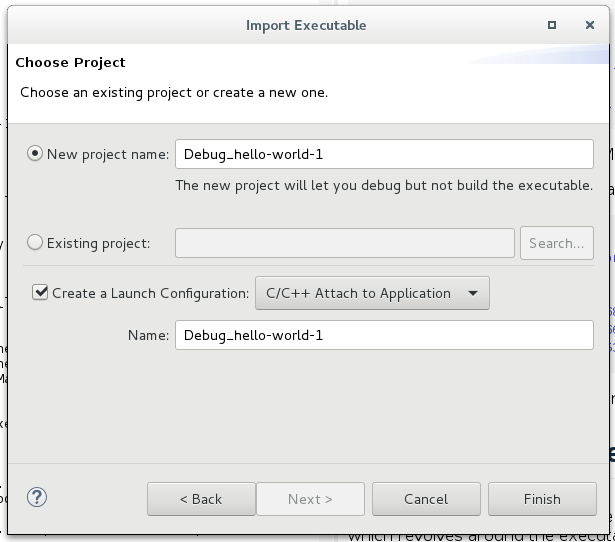 Import Executable
Choose Project
Choose an existing project or create a new one.
New project name: Debug_hello-world-1
The new project will let you debug but not build the executable.
Existing project: Search...
Create a Launch Configuration: C/C++ Attach to Application
Name: Debug_hello-world-1
?
< Back Next > Cancel Finish
which revolves around the executa